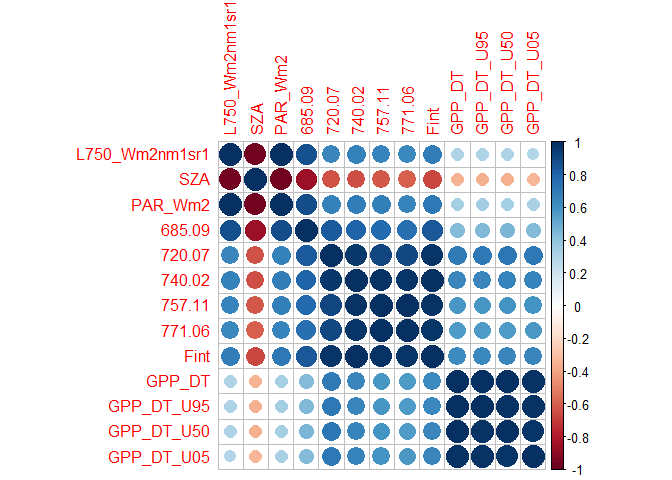 L750_Wm2nm1sr1
SZA
PAR_Wm2
685.09
720.07
740.02
757.11
771.06
Fint
GPP_DT
GPP_DT_U95
GPP_DT_U50
GPP_DT_U05
L750_Wm2nm1sr1
SZA
PAR_Wm2
685.09
720.07
740.02
757.11
771.06
Fint
GPP_DT
GPP_DT_U95
GPP_DT_U50
GPP_DT_U05
1
0.8
0.6
0.4
0.2
0
-0.2
-0.4
-0.6
-0.8
-1